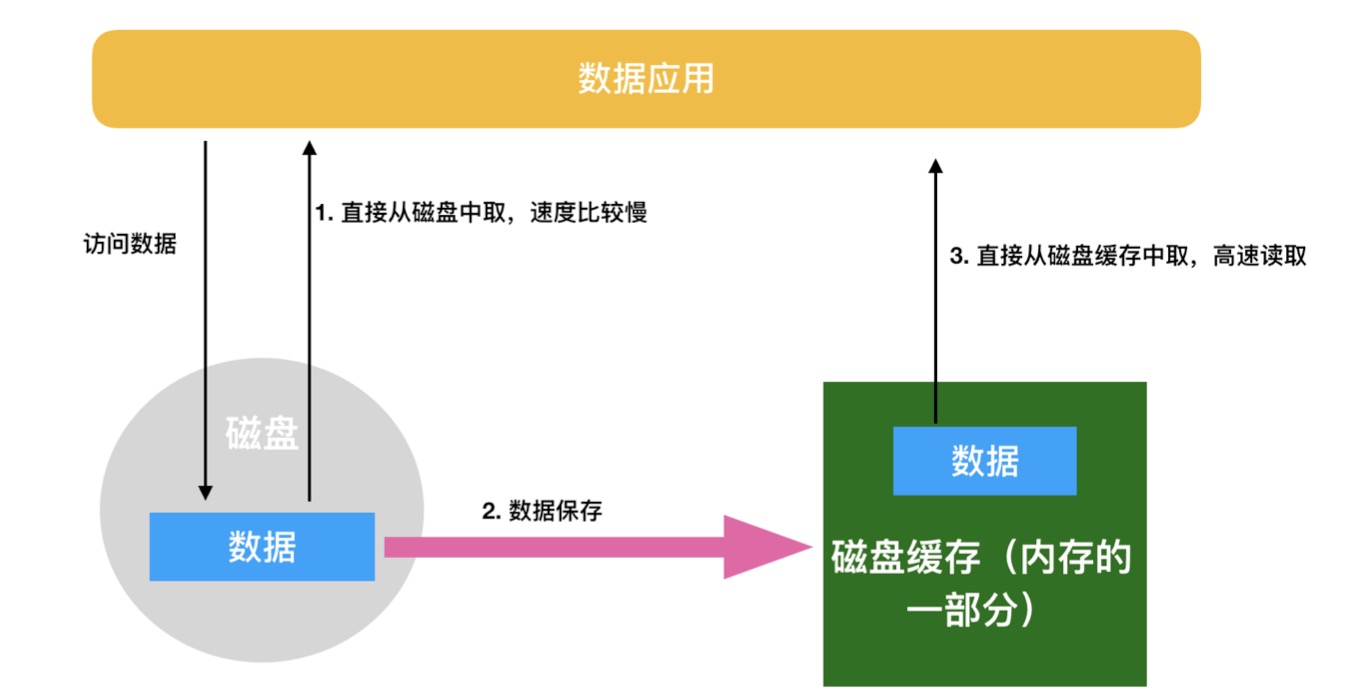 数据应用
1. 直接从磁盘中取，速度比较慢
访问数据
3. 直接从磁盘缓存中取，高速读取
磁盘
数据
2. 数据保存
数据
磁盘缓存（内存的
一部分）